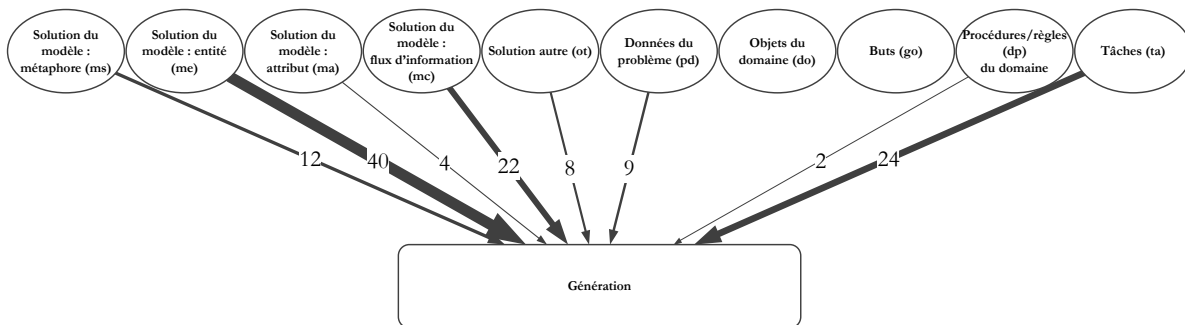 Solution du
modèle :
métaphore (ms)
Solution du
modèle : entité
(me)
Solution du
modèle :
attribut (ma)
Solution du
modèle :
flux d'information
(mc)
Solution autre (ot)
Données du
problème (pd)
Objets du
domaine (do)
Buts (go)
Procédures/règles
(dp)
du domaine
Tâches (ta)
12
40
4
22
8
9
2
24
Génération